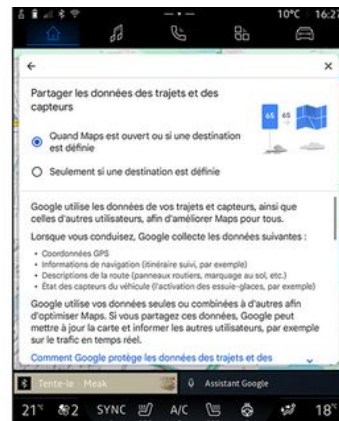 10°C 16:27
Partager les données des trajets et des
capteurs
65 65
Quand Maps est ouvert ou si une destination
est définie
Seulement si une destination est définie
Google utilise les données de vos trajets et capteurs, ainsi que
celles d'autres utilisateurs, afin d'améliorer Maps pour tous.
Lorsque vous conduisez, Google collecte les données suivantes :
• Coordonnées GPS
• Informations de navigation (itinéraire suivi, par exemple)
• Descriptions de la route (panneaux routiers, marquage au sol, etc.)
• État des capteurs du véhicule (l'activation des essuie-glaces, par exemple)
Google utilise vos données seules ou combinées à d'autres afin
d'optimiser Maps. Si vous partagez ces données, Google peut
mettre à jour la carte et informer les autres utilisateurs, par exemple
sur le trafic en temps réel.
Comment Google protège les données des trajets et des
Tente-le · Meak
Assistant Google
21°C 2 SYNC A/C 18°